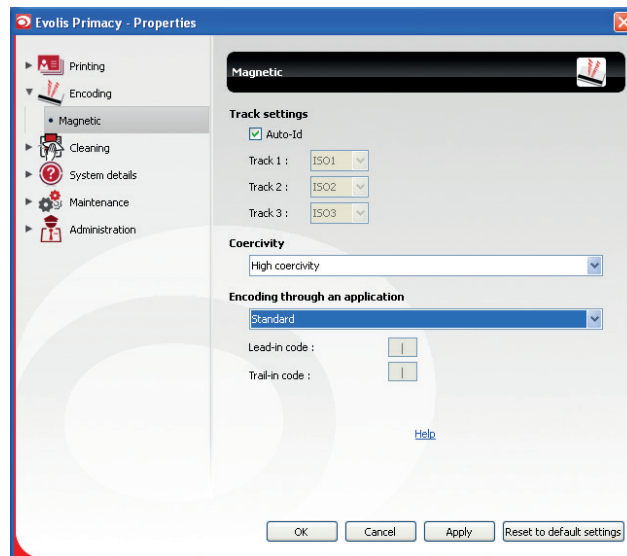 Evolis Primacy - Properties
Printing
Encoding
Magnetic
Cleaning
System details
Maintenance
Administration
Magnetic
Track settings
Auto-Id
Track 1 : ISO1
Track 2 : ISO2
Track 3 : ISO3
Coercivity
High coercivity
Encoding through an application
Standard
Lead-in code : |
Trail-in code : |
Help
OK Cancel Apply Reset to default settings